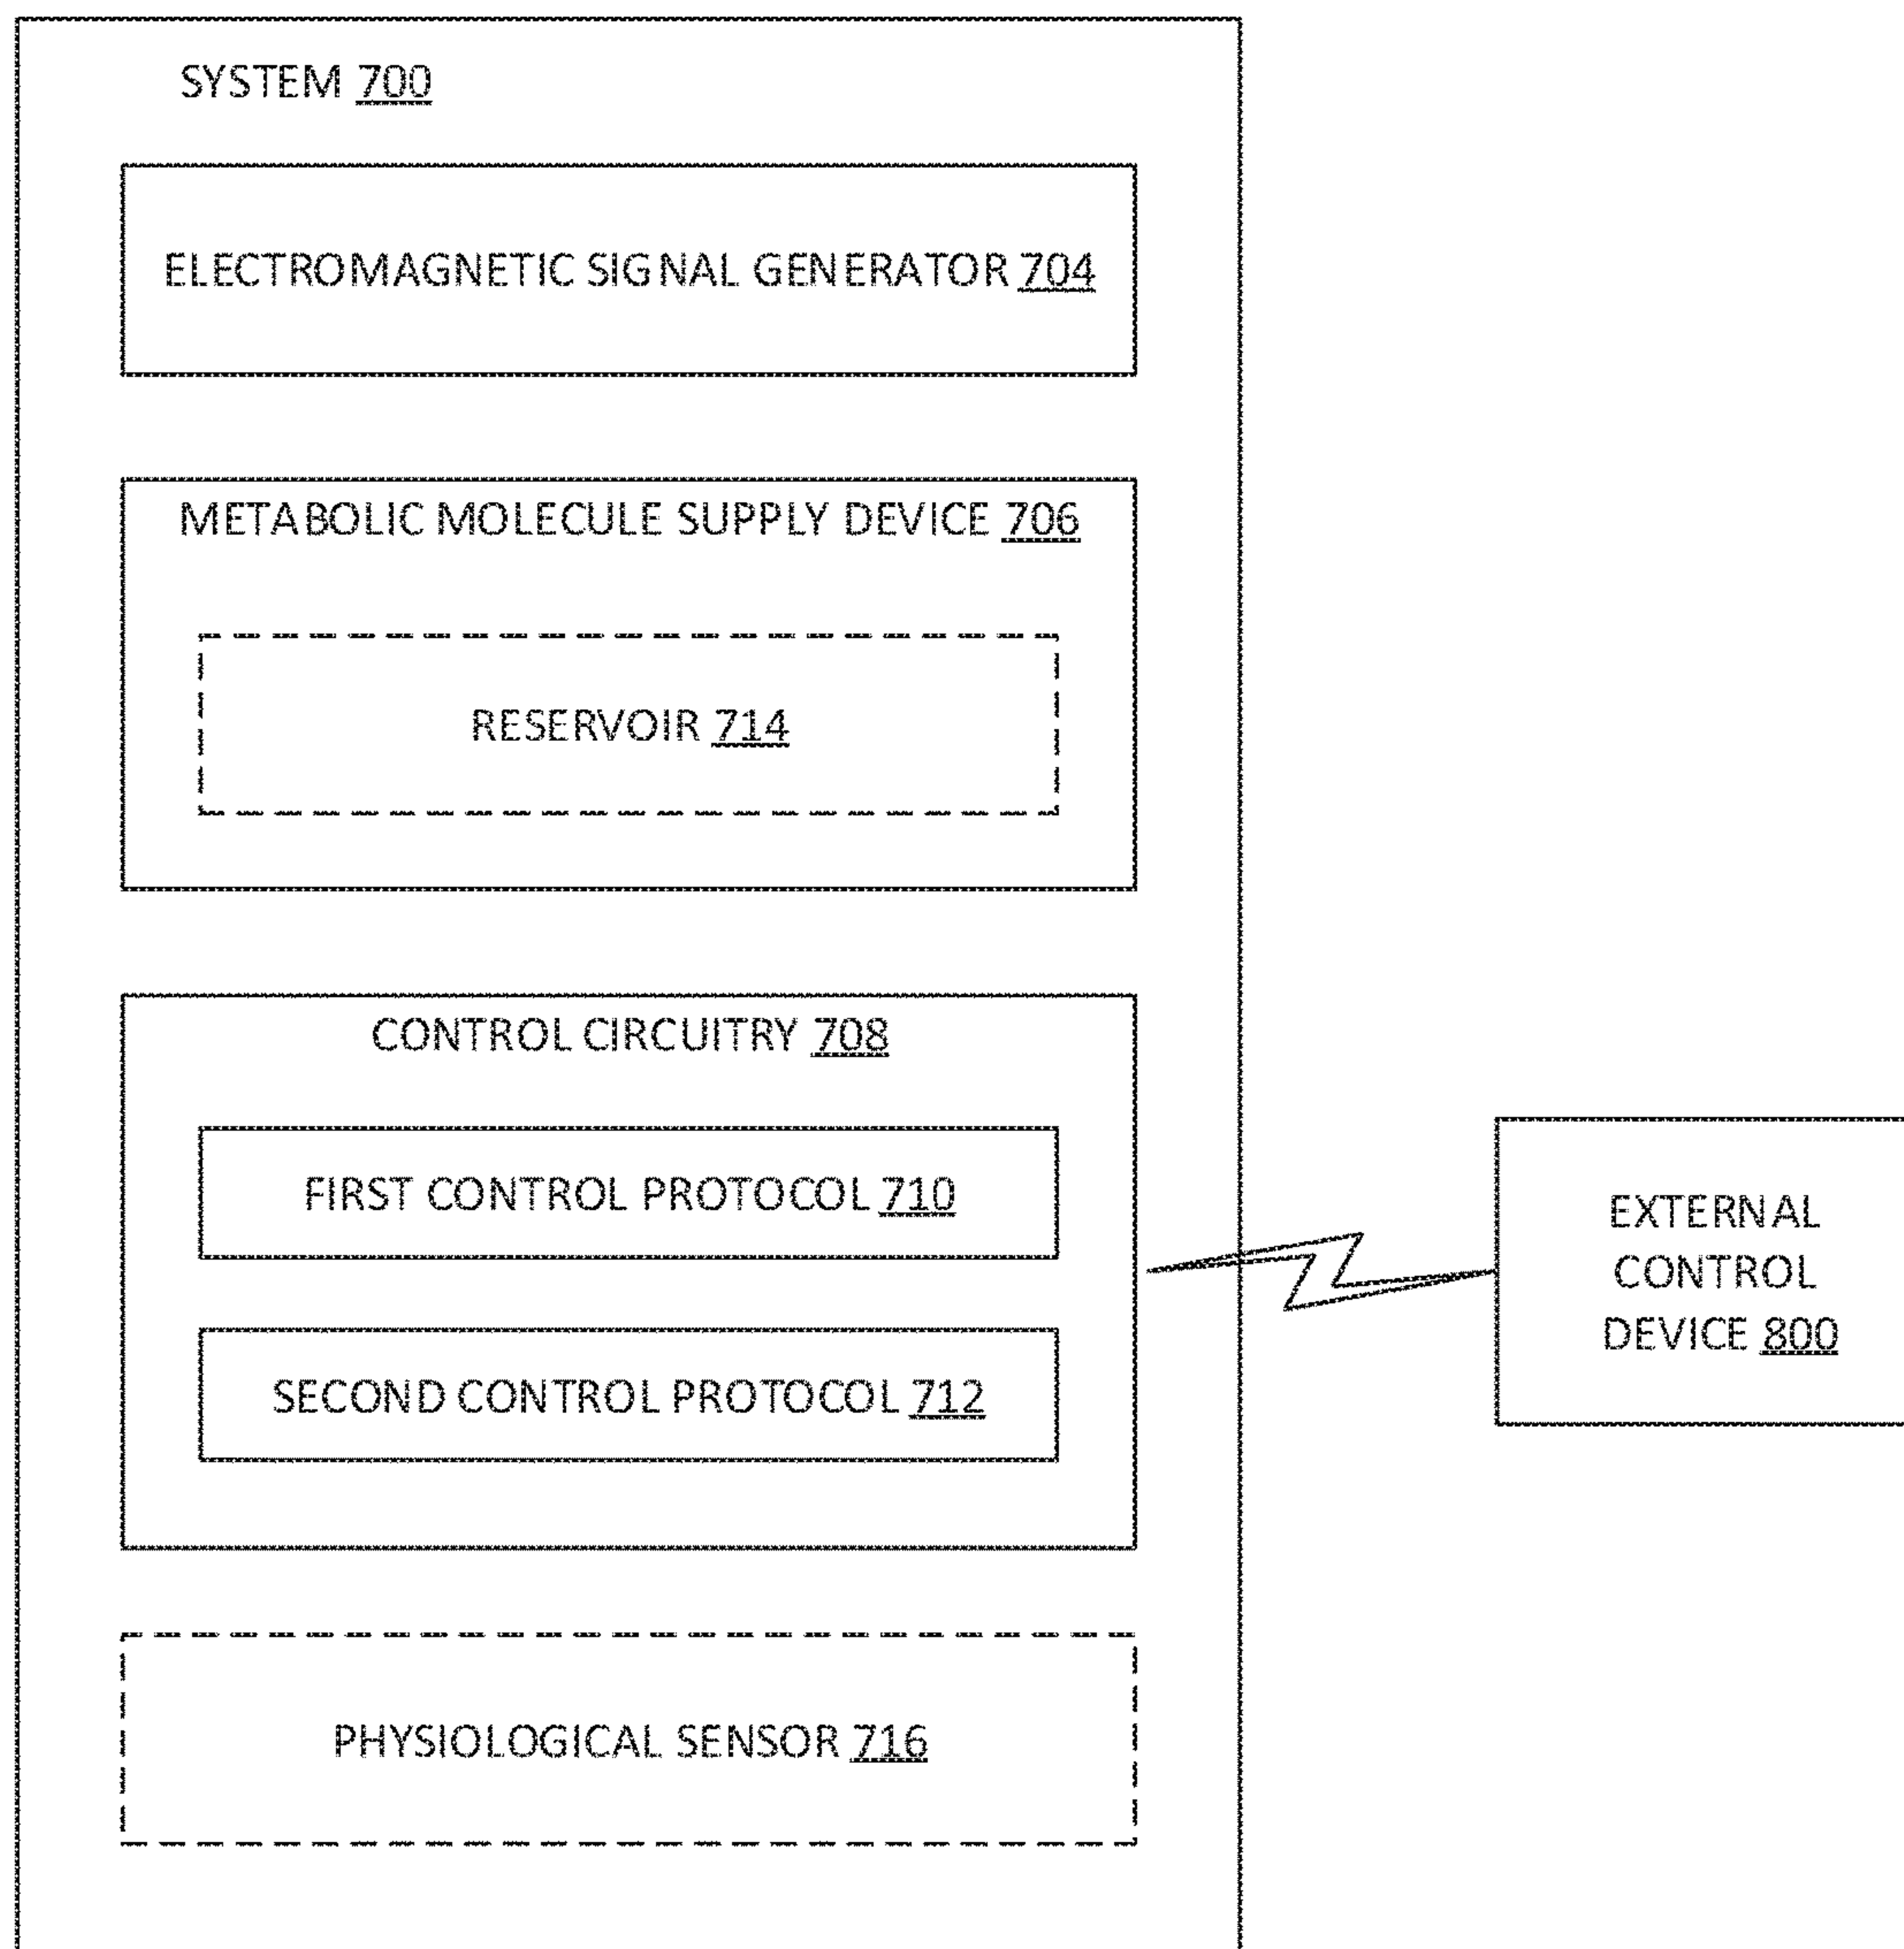 SYSTEM 700
ELECTROMAGNETIC SIGNAL GENERATOR 704
METABOLIC MOLECULE SUPPLY DEVICE 706
RESERVOIR 714
CONTROL CIRCUITRY 708
FIRST CONTROL PROTOCOL 710
SECOND CONTROL PROTOCOL 712
EXTERNAL
CONTROL
DEVICE 800
PHYSIOLOGICAL SENSOR 716